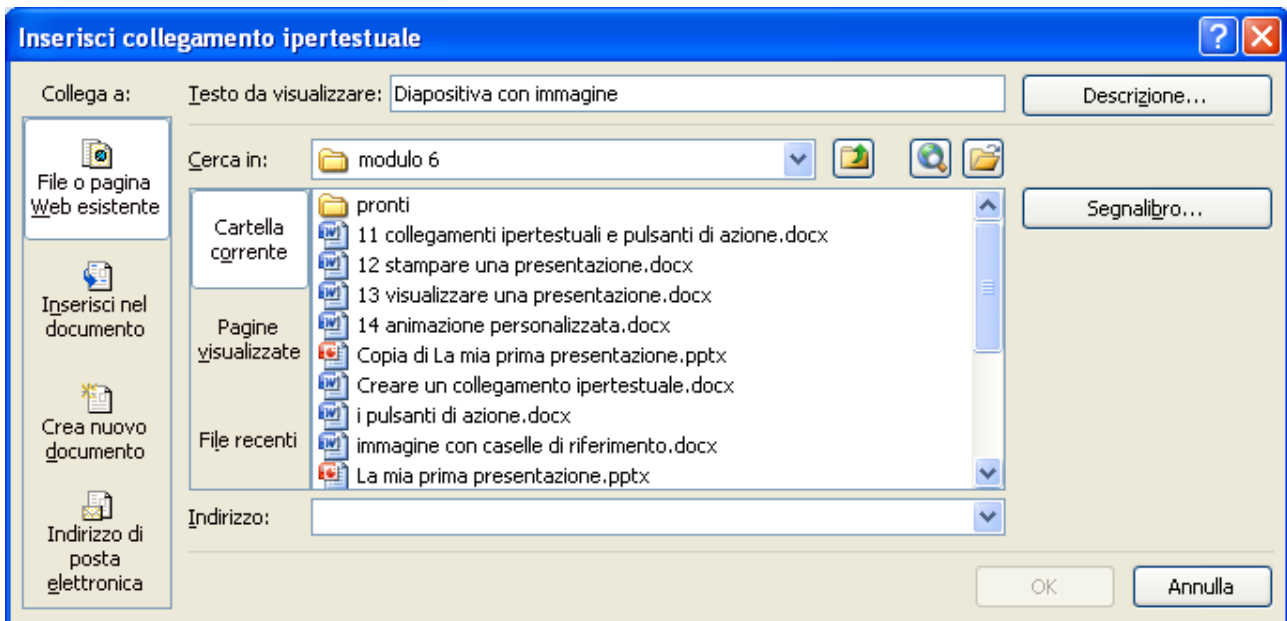 Inserisci collegamento ipertestuale
Collega a:
Testo da visualizzare: Diapositiva con immagine
Descrizione...
File o pagina
Web esistente
Inserisci nel
documento
Crea nuovo
documento
Indirizzo di
posta
elettronica
Cerca in:
modulo 6
Cartella
corrente
Pagine
visualizzate
File recenti
pronti
11 collegamenti ipertestuali e pulsanti di azione.docx
12 stampare una presentazione.docx
13 visualizzare una presentazione.docx
14 animazione personalizzata.docx
Copia di La mia prima presentazione.pptx
Creare un collegamento ipertestuale.docx
i pulsanti di azione.docx
immagine con caselle di riferimento.docx
La mia prima presentazione.pptx
Segnalibro...
Indirizzo:
OK
Annulla